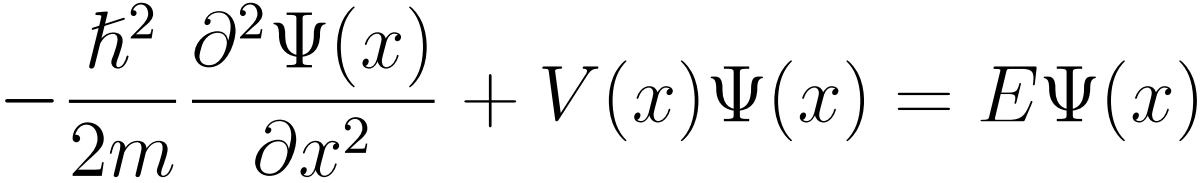 $-\frac{\hbar^2}{2m}\frac{\partial^2\Psi(x)}{\partial x^2} + V(x)\Psi(x) = E\Psi(x)$